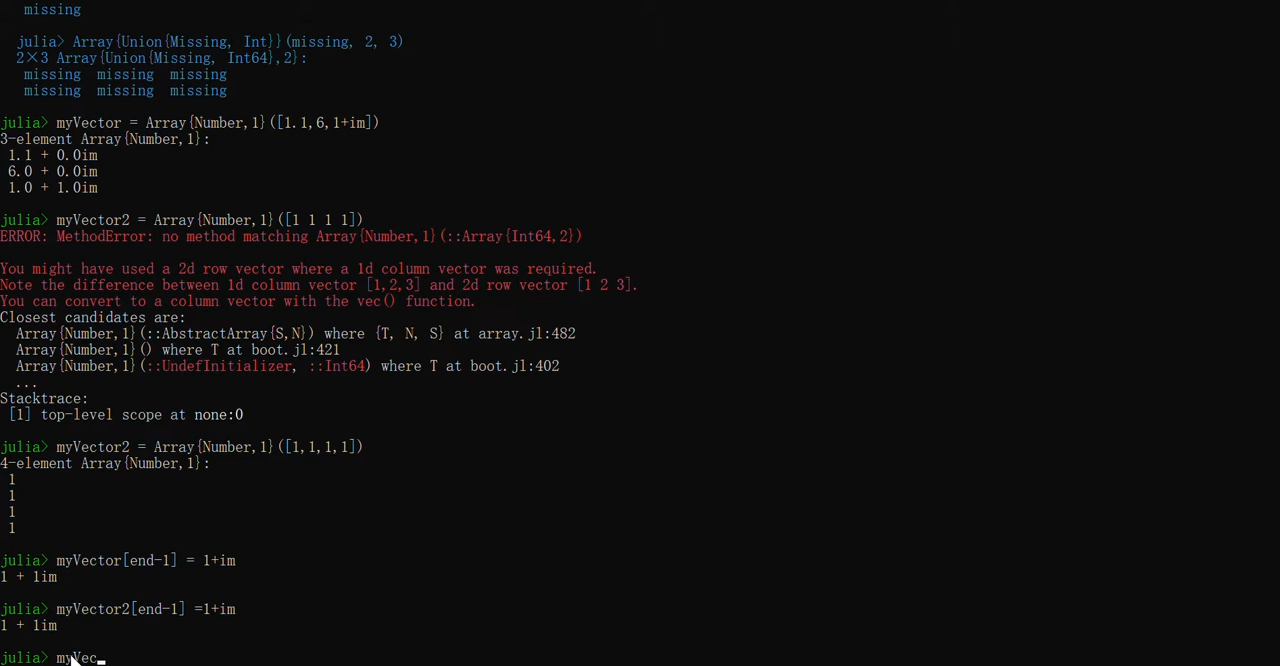 missing
julia> Array{Union{Missing, Int}}(missing, 2, 3)
2×3 Array{Union{Missing, Int64},2}:
missing  missing  missing
missing  missing  missing
julia> myVector = Array{Number,1}([1.1,6,1+im])
3-element Array{Number,1}:
1.1 + 0.0im
6.0 + 0.0im
1.0 + 1.0im
julia> myVector2 = Array{Number,1}([1 1 1 1])
ERROR: MethodError: no method matching Array{Number,1}(::Array{Int64,2})
You might have used a 2d row vector where a 1d column vector was required.
Note the difference between 1d column vector [1,2,3] and 2d row vector [1 2 3].
You can convert to a column vector with the vec() function.
Closest candidates are:
Array{Number,1}(::AbstractArray{S,N}) where {T, N, S} at array.jl:482
Array{Number,1}() where T at boot.jl:421
Array{Number,1}(::UndefInitializer, ::Int64) where T at boot.jl:402
...
Stacktrace:
[1] top-level scope at none:0
julia> myVector2 = Array{Number,1}([1,1,1,1])
4-element Array{Number,1}:
1
1
1
1
julia> myVector[end-1] = 1+im
1 + 1im
julia> myVector2[end-1] =1+im
1 + 1im
julia> myVec